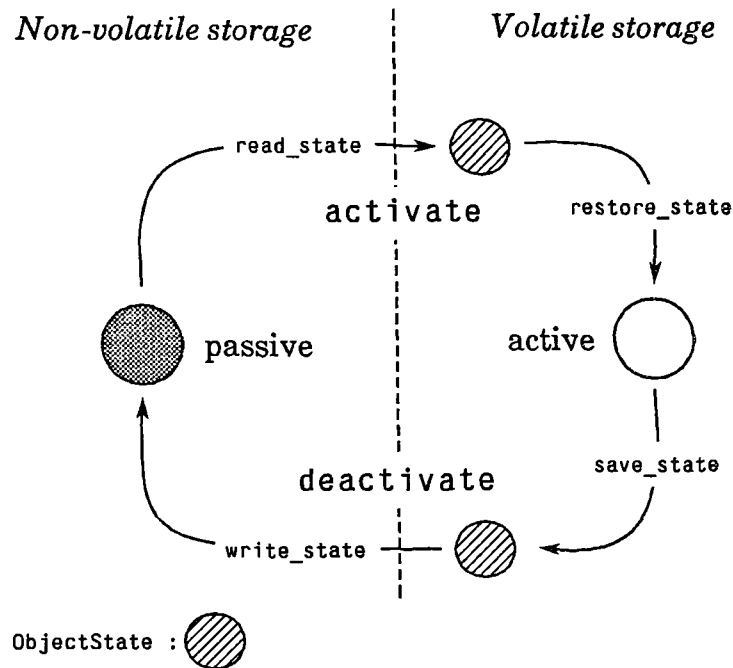 Non-volatile storage
Volatile storage
read_state
activate
restore_state
passive
active
save_state
deactivate
write_state
ObjectState :